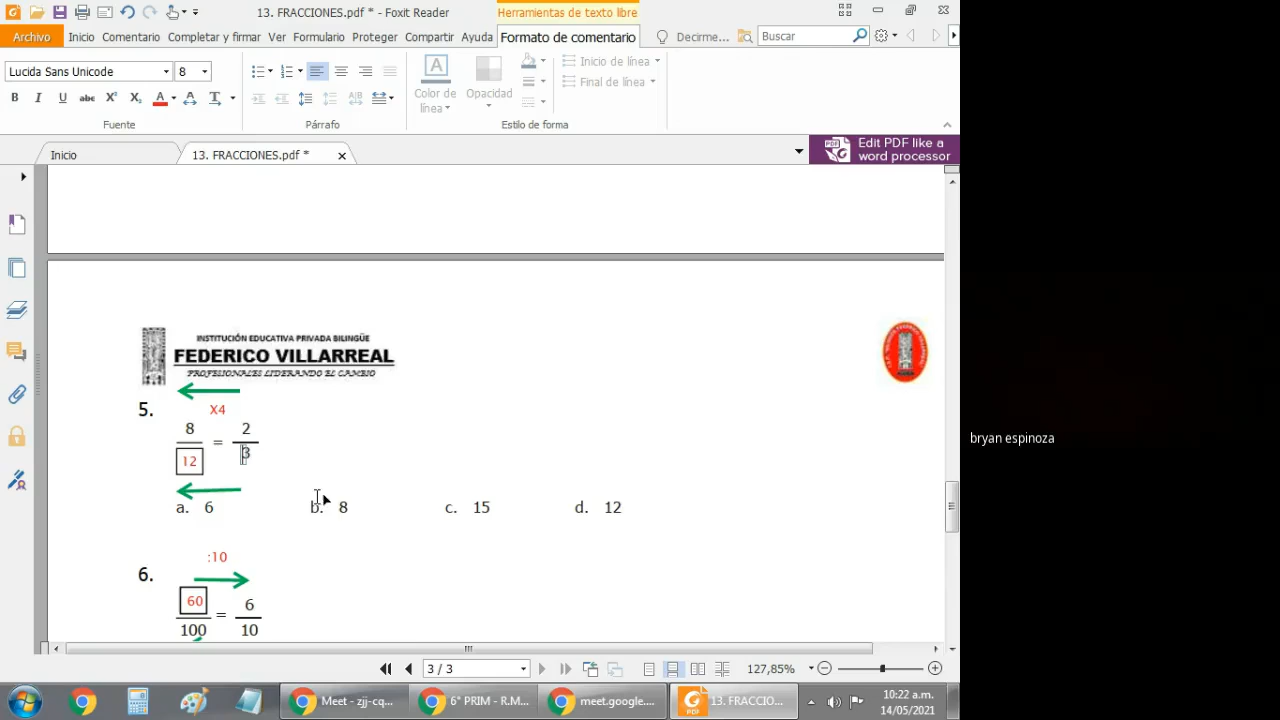 13. FRACCIONES.pdf * - Foxit Reader
Herramientas de texto libre
Archivo Inicio Comentario Completar y firmar Ver Formulario Proteger Compartir Ayuda Formato de comentario Decirme... Buscar
Lucida Sans Unicode 8
Color de línea
Opacidad
Inicio de línea
Final de línea
Fuente Párrafo Estilo de forma
Inicio 13. FRACCIONES.pdf *
Edit PDF like a
word processor
INSTITUCIÓN EDUCATIVA PRIVADA BILINGÜE
FEDERICO VILLARREAL
PROFESIONALES LIDERANDO EL CAMBIO
5.
X4
8 = 2
12 3
a. 6 b. 8 c. 15 d. 12
:10
6.
60 = 6
100 10
bryan espinoza
3 / 3
127,85%
Meet - zjj-cq...
6° PRIM - R.M...
meet.google....
13. FRACCIO...
10:22 a.m.
14/05/2021